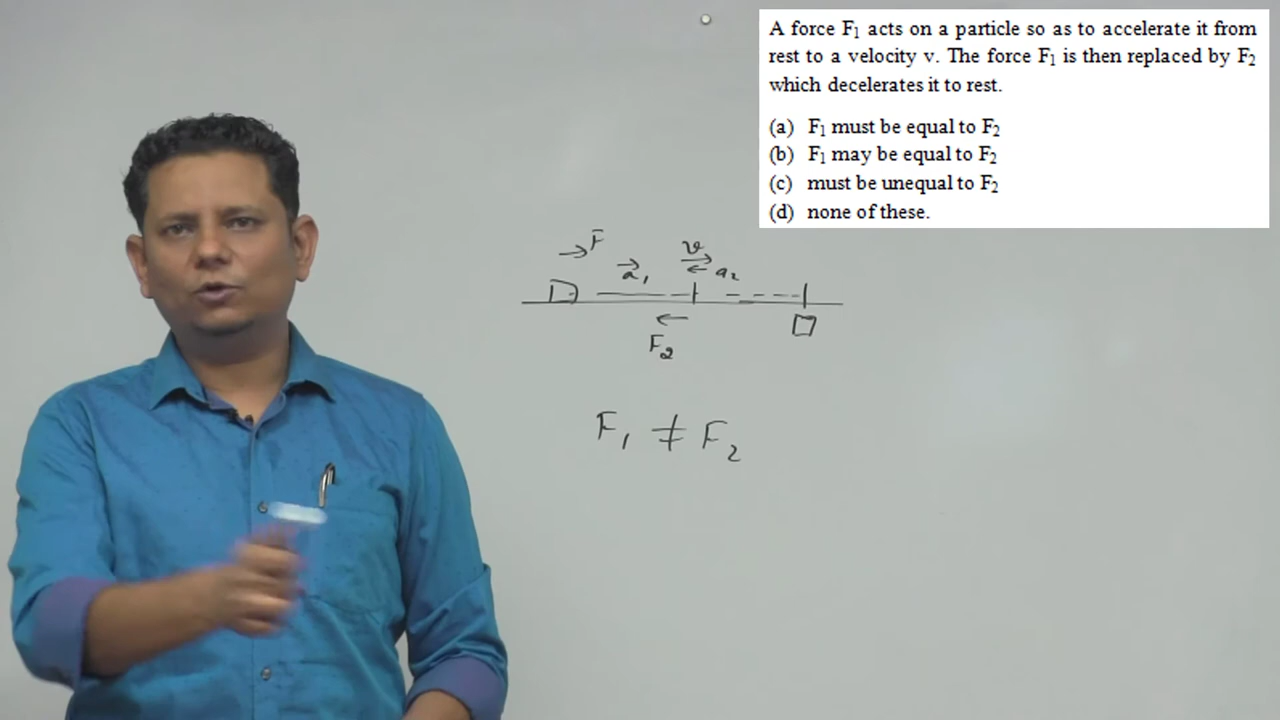 A force F₁ acts on a particle so as to accelerate it from
rest to a velocity v. The force F₁ is then replaced by F₂
which decelerates it to rest.
(a) F₁ must be equal to F₂
(b) F₁ may be equal to F₂
(c) must be unequal to F₂
(d) none of these.
F
v
a₁
a₂
F₂
F₁ ≠ F₂